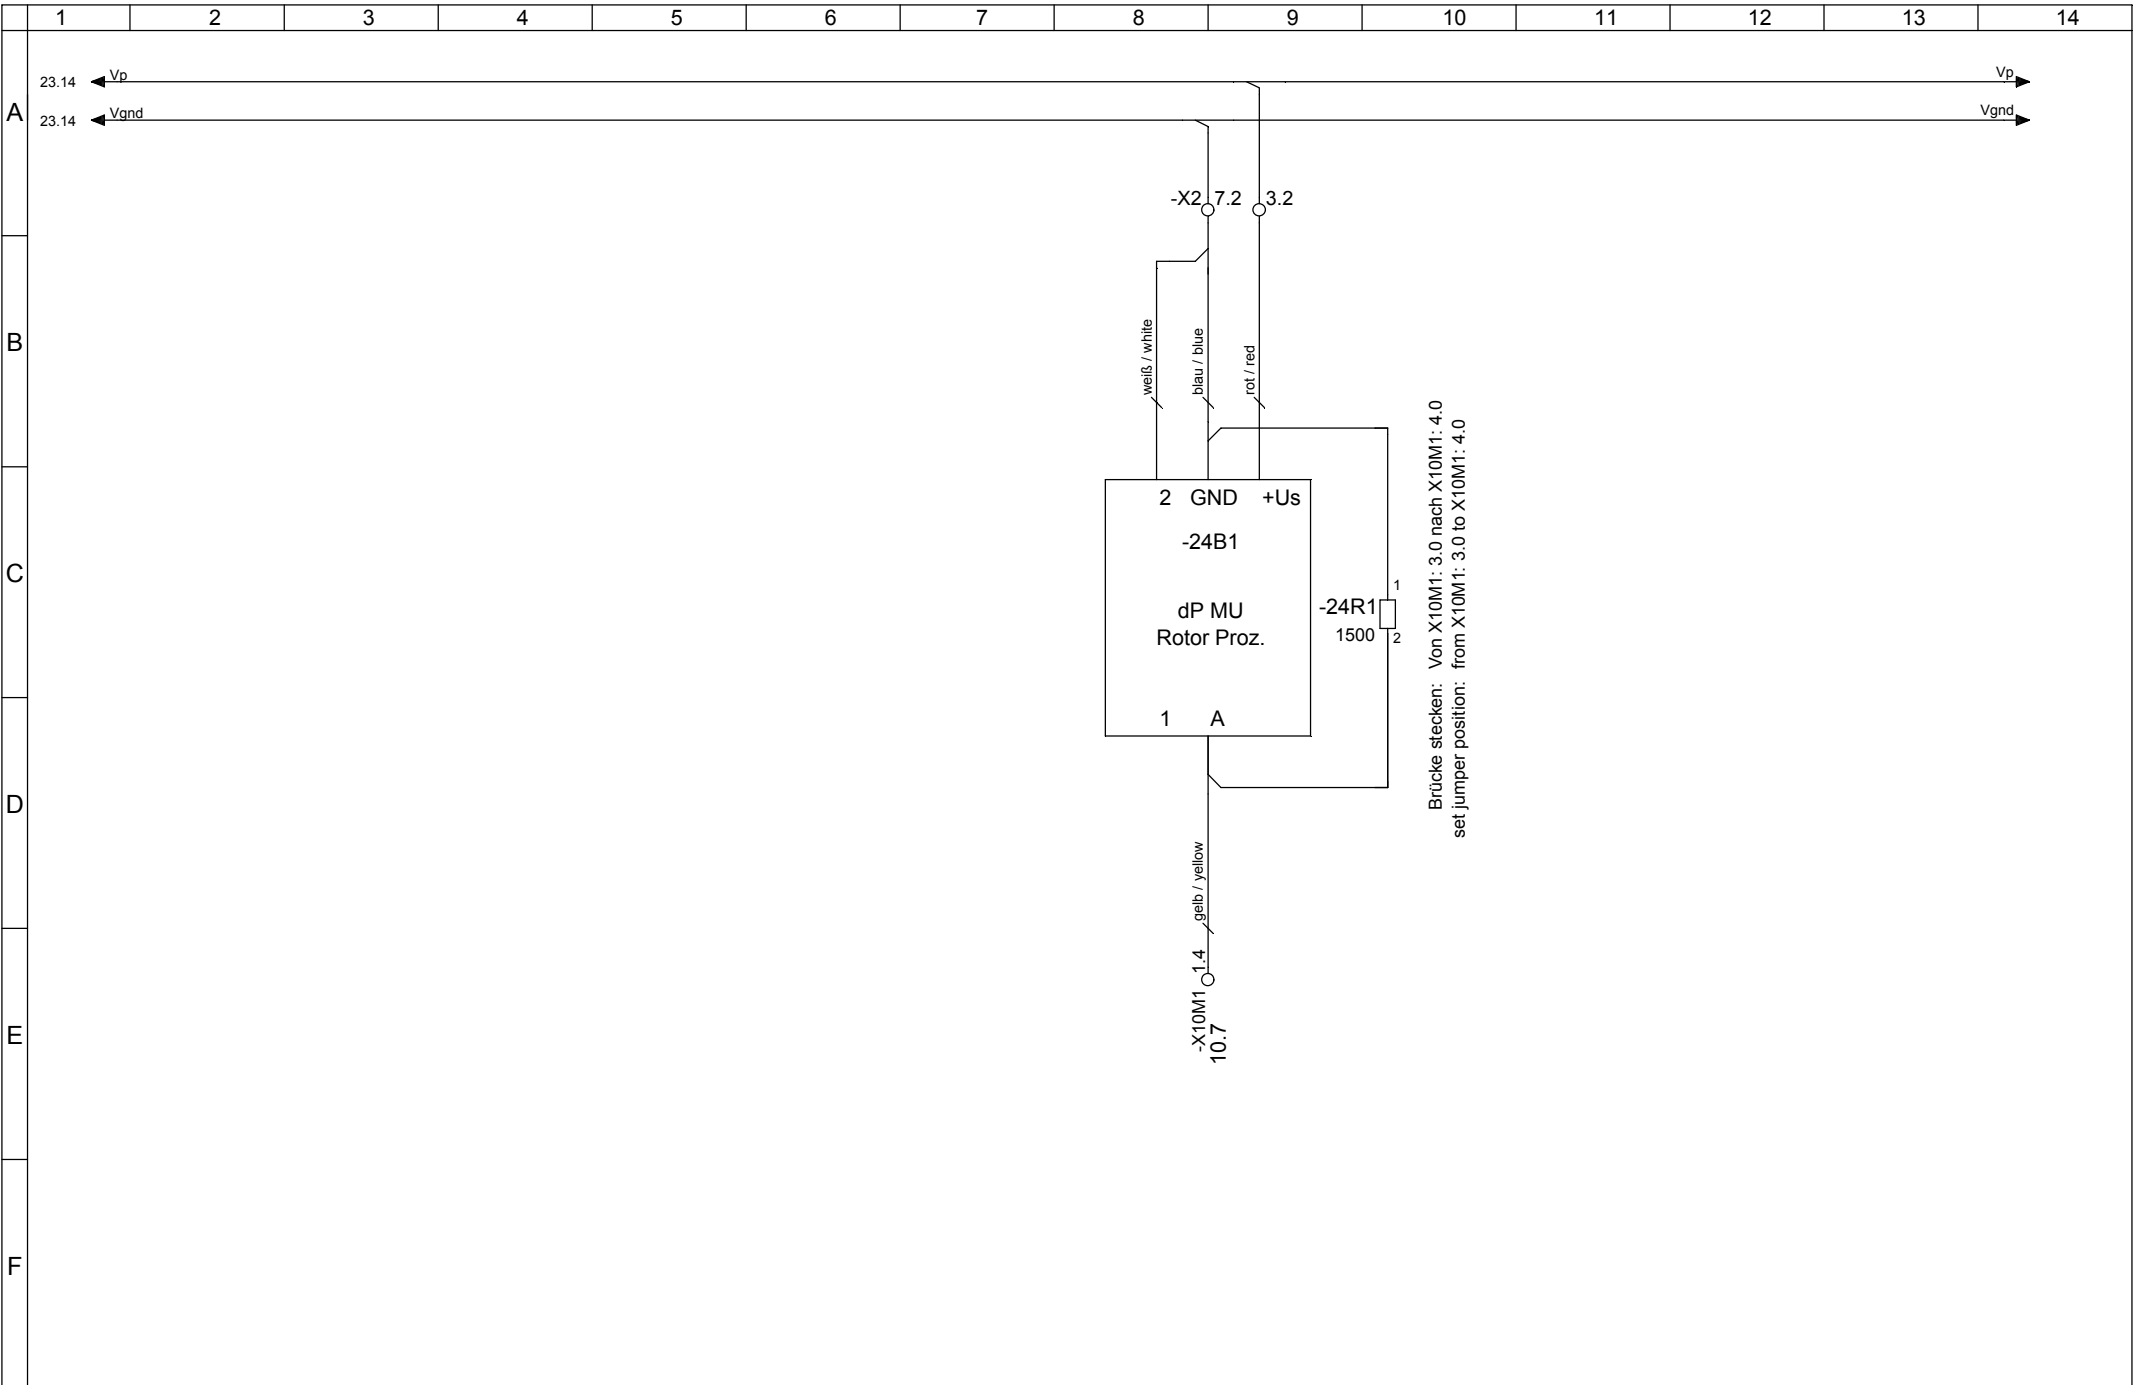 1 2 3 4 5 6 7 8 9 10 11 12 13 14
A
B
C
D
E
F
23.14 Vp Vp
23.14 Vgnd Vgnd
-X2 7.2 3.2
weiß / white
blau / blue
rot / red
2 GND +Us
-24B1
dP MU
Rotor Proz.
1 A
1
-24R1
1500
2
Brücke stecken: Von X10M1: 3.0 nach X10M1: 4.0
set jumper position: from X10M1: 3.0 to X10M1: 4.0
gelb / yellow
-X10M1 1.4
10.7